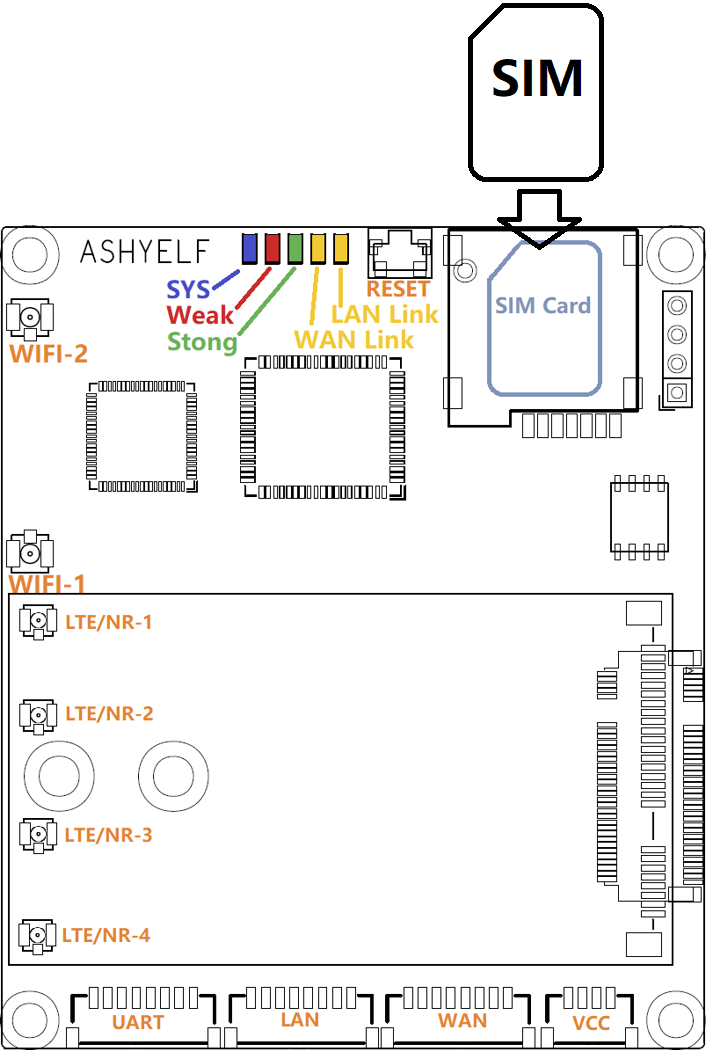 SIM
ASHYELF
SIM Card
SYS
RESET
Weak
LAN Link
Stong
WAN Link
WIFI-2
WIFI-1
LTE/NR-1
LTE/NR-2
LTE/NR-3
LTE/NR-4
UART
LAN
WAN
VCC